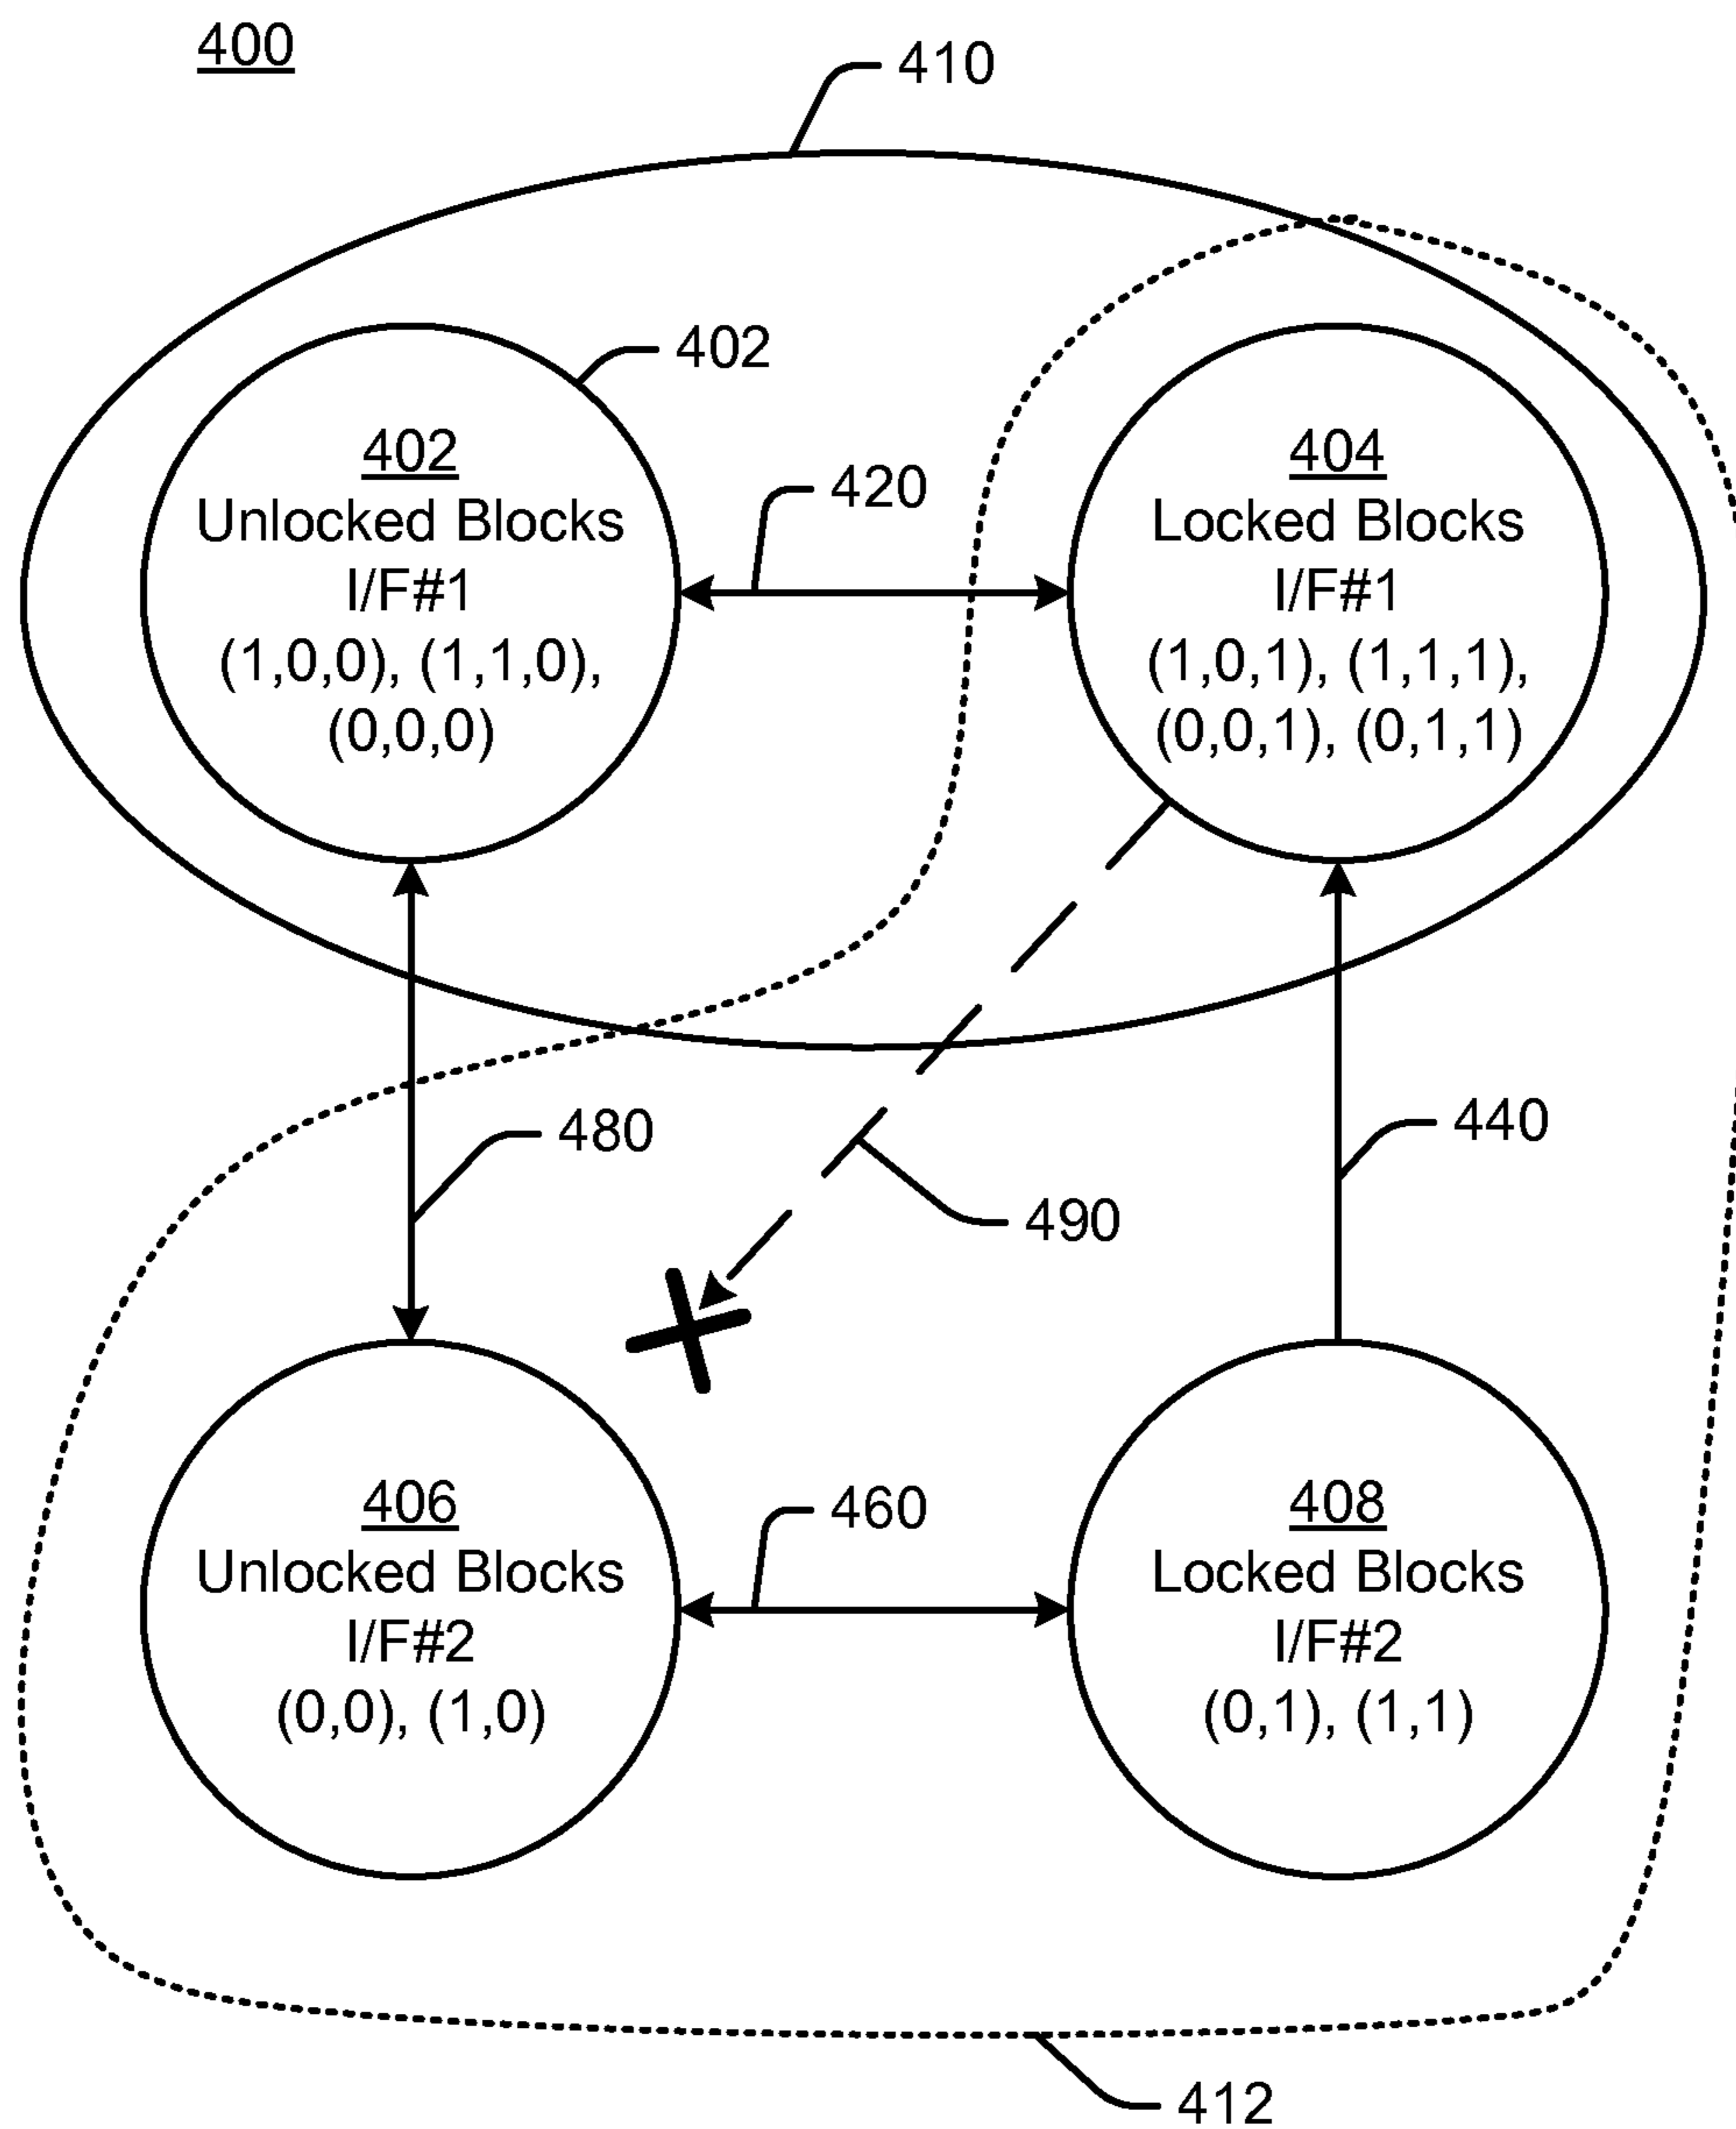 400
410
402
402
Unlocked Blocks
I/F#1
(1,0,0), (1,1,0),
(0,0,0)
420
404
Locked Blocks
I/F#1
(1,0,1), (1,1,1),
(0,0,1), (0,1,1)
480
490
440
406
Unlocked Blocks
I/F#2
(0,0), (1,0)
460
408
Locked Blocks
I/F#2
(0,1), (1,1)
412